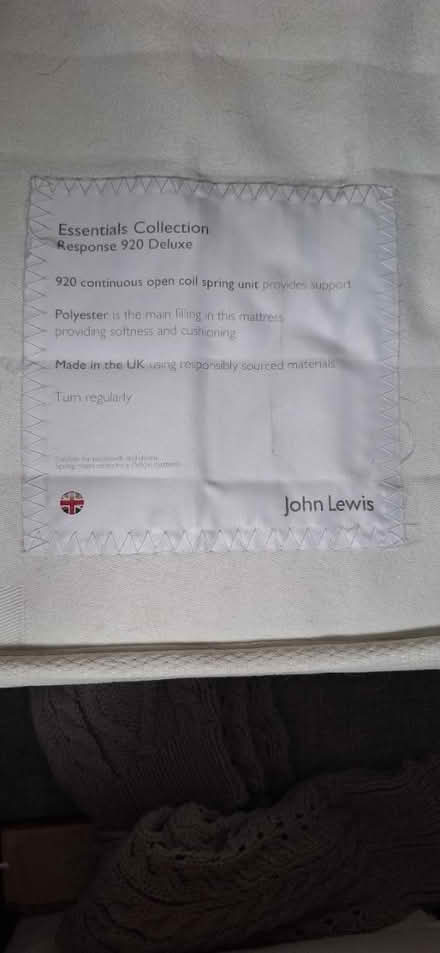 Essentials Collection
Response 920 Deluxe
920 continuous open coil spring unit provides support
Polyester is the main filling in this mattress
providing softness and cushioning
Made in the UK using responsibly sourced materials
Turn regularly
John Lewis